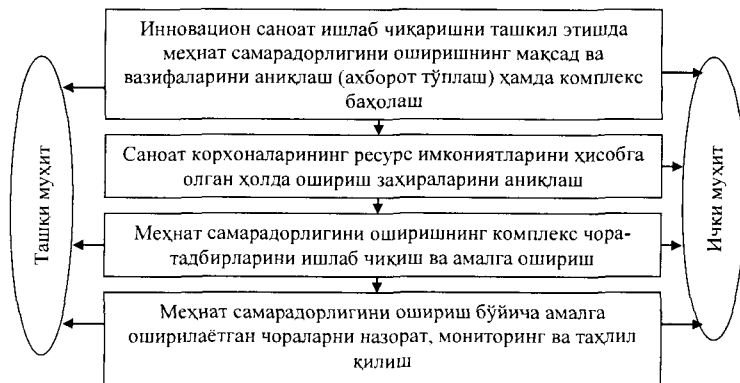 Инновацион саноат ишлаб чиқаришни ташкил этишда
меҳнат самарадорлигини оширишнинг мақсад ва
вазифаларини аниқлаш (ахборот тўплаш) ҳамда комплекс
баҳолаш
Саноат корхоналарининг ресурс имкониятларини ҳисобга
олган ҳолда ошириш заҳираларини аниқлаш
Меҳнат самарадорлигини оширишнинг комплекс чора-
тадбирларини ишлаб чиқиш ва амалга ошириш
Меҳнат самарадорлигини ошириш бўйича амалга
оширилаётган чораларни назорат, мониторинг ва таҳлил
қилиш
Ташқи муҳит
Ички муҳит